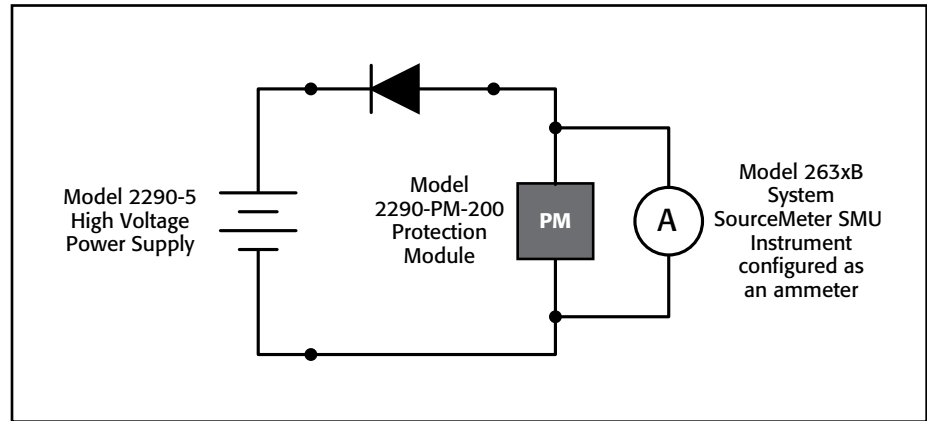 Model 2290-5
High Voltage
Power Supply
Model
2290-PM-200
Protection
Module
PM
A
Model 263xB
System
SourceMeter SMU
Instrument
configured as
an ammeter